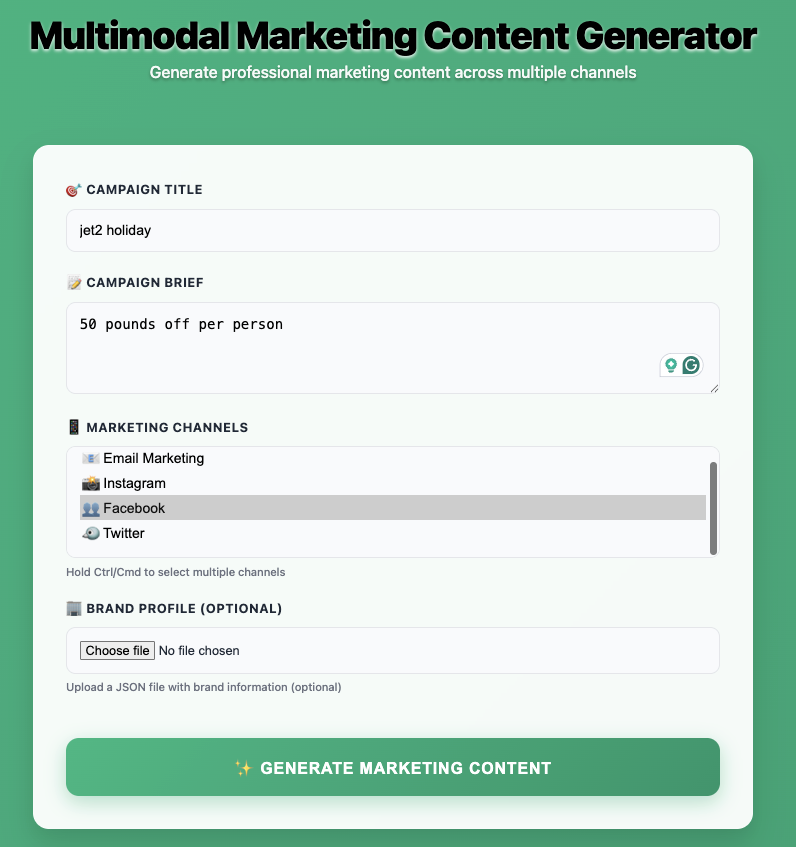 Multimodal Marketing Content Generator
Generate professional marketing content across multiple channels
🎯 CAMPAIGN TITLE
jet2 holiday
📝 CAMPAIGN BRIEF
50 pounds off per person
📱 MARKETING CHANNELS
📧 Email Marketing
📸 Instagram
👥 Facebook
🐦 Twitter
Hold Ctrl/Cmd to select multiple channels
🏢 BRAND PROFILE (OPTIONAL)
Choose file No file chosen
Upload a JSON file with brand information (optional)
✨ GENERATE MARKETING CONTENT